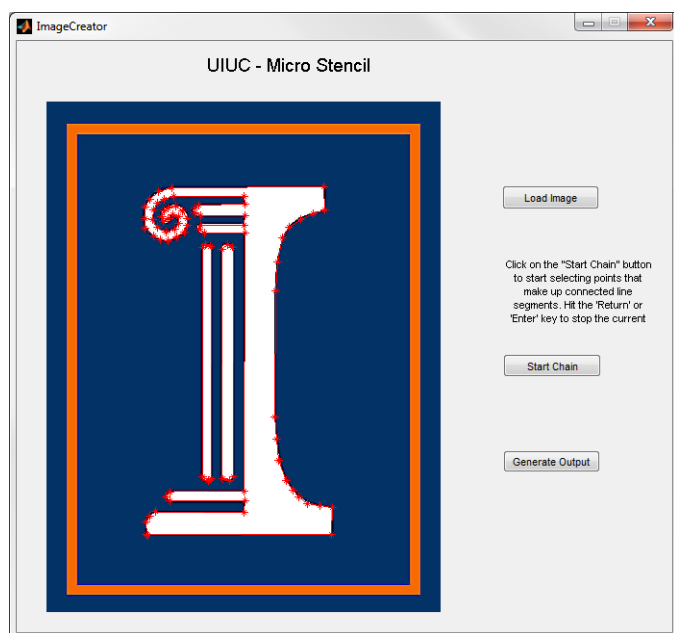 ImageCreator
UIUC - Micro Stencil
Load Image
Click on the "Start Chain" button
to start selecting points that
make up connected line
segments. Hit the 'Return' or
'Enter' key to stop the current
Start Chain
Generate Output